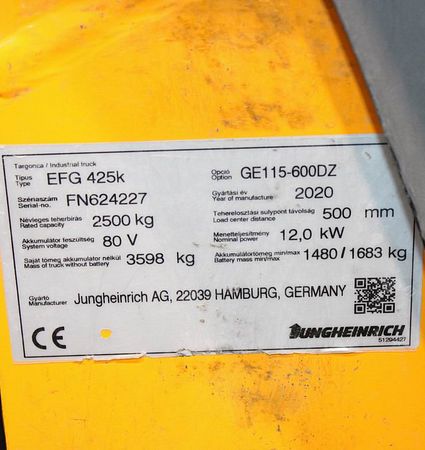 Targonca / Industrial truck
Típus EFG 425k Opció GE115-600DZ
Type Option
Szériaszám FN624227 Gyártási év 2020
Serial-no. Year of manufacture
Névleges teherbírás 2500 kg Teherelosztási sulypont távolság 500 mm
Rated capacity Load center distance
Akkumulátor feszültség 80 V Menetteljesítmény 12,0 kW
System voltage Nominal power
Saját tömeg akkumulátor nélkül 3598 kg Akkumulátortömeg min/max 1480 / 1683 kg
Mass of truck without battery Battery mass min/max
Gyártó Jungheinrich AG, 22039 HAMBURG, GERMANY
Manufacturer
CE JUNGHEINRICH
51294427